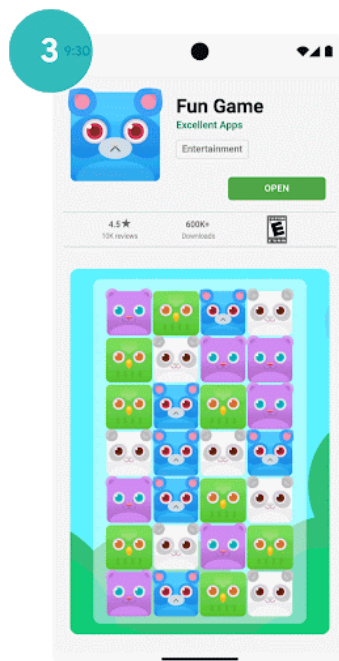 3
9:30
Fun Game
Excellent Apps
Entertainment
OPEN
4.5★ 600K+ E
10K reviews Downloads